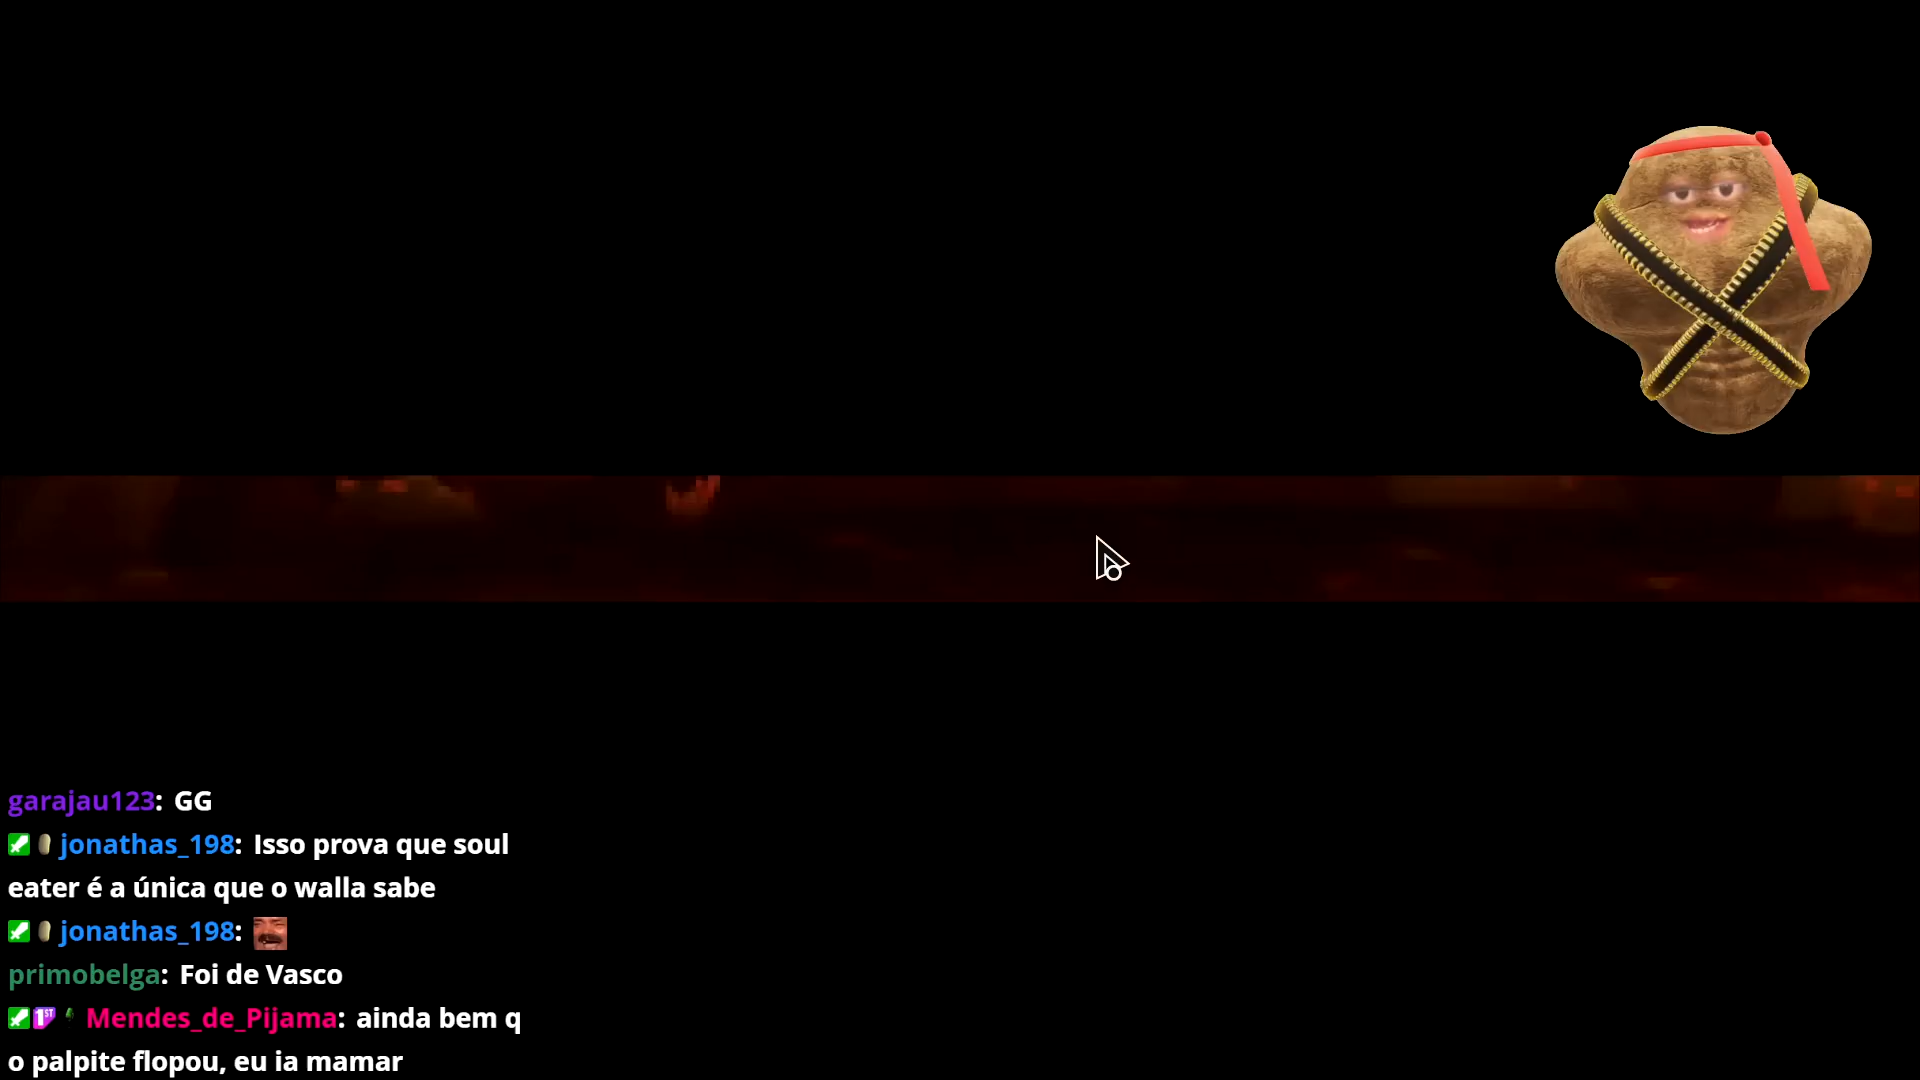 garajau123: GG
jonathas_198: Isso prova que soul
eater é a única que o walla sabe
jonathas_198:
primobelga: Foi de Vasco
1ST Mendes_de_Pijama: ainda bem q
o palpite flopou, eu ia mamar